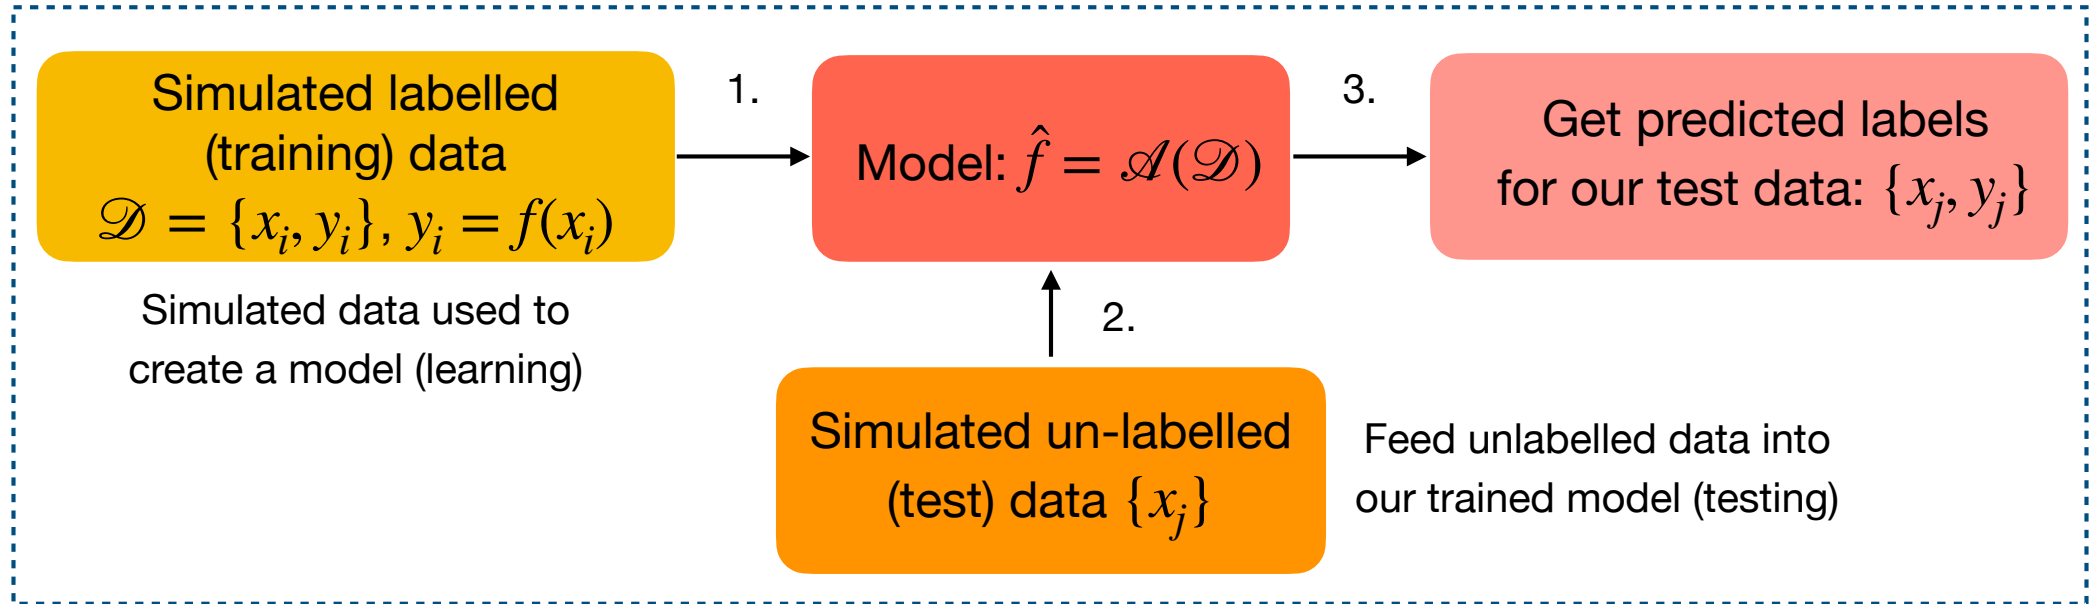 Simulated labelled
(training) data
𝒟 = {xᵢ, yᵢ}, yᵢ = f(xᵢ)
1.
Model: f̂ = 𝒜(𝒟)
3.
Get predicted labels
for our test data: {xⱼ, yⱼ}
Simulated data used to
create a model (learning)
2.
Simulated un-labelled
(test) data {xⱼ}
Feed unlabelled data into
our trained model (testing)